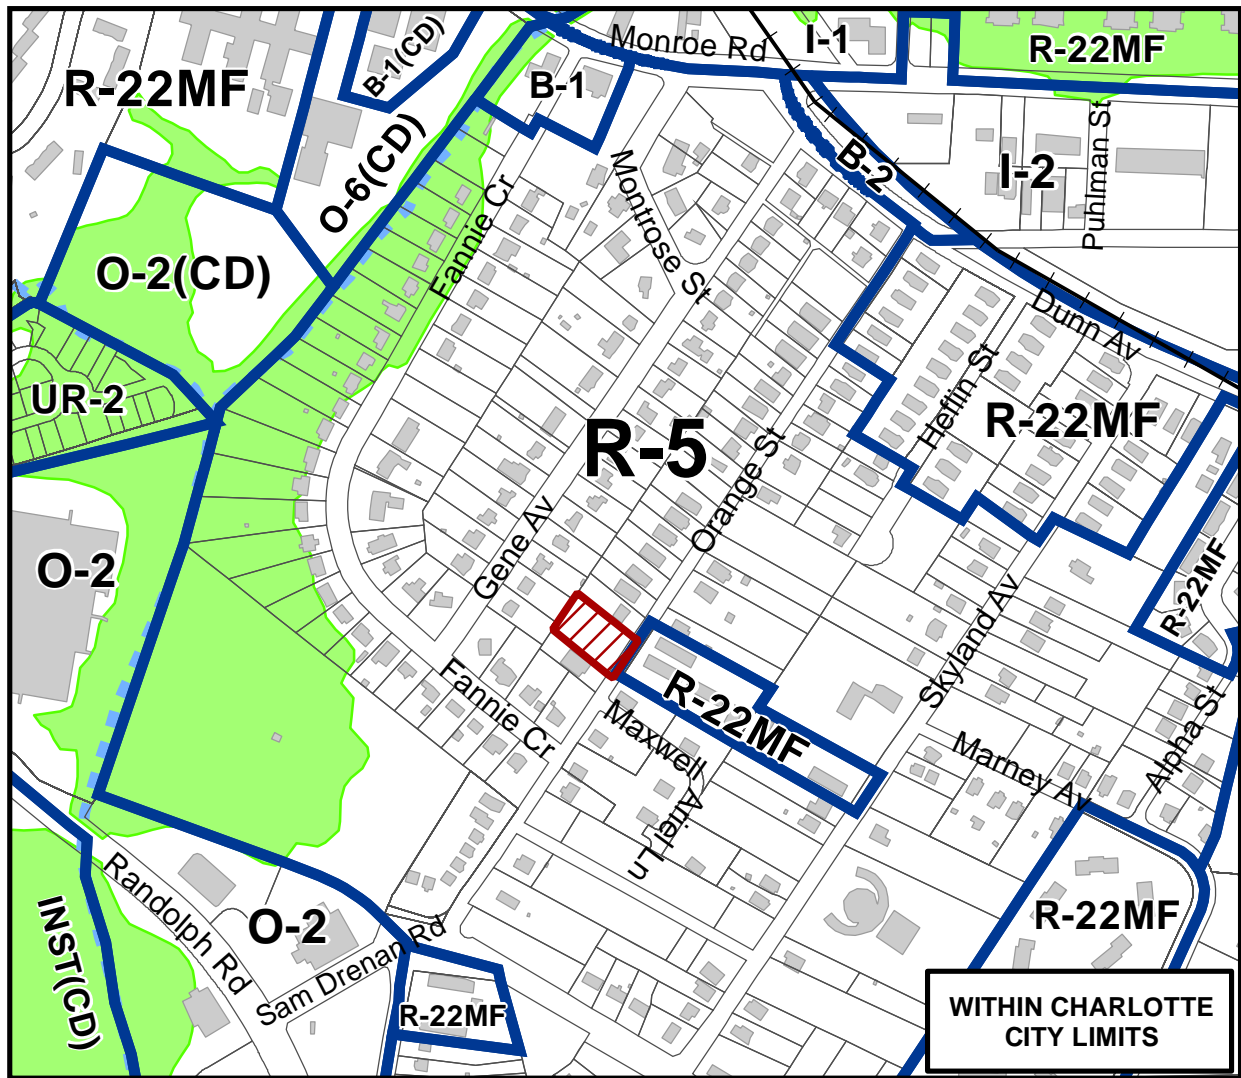 Monroe Rd
I-1
R-22MF
B-1(CD)
R-22MF
B-1
O-6(CD)
Montrose St
B-2
I-2
Puhlman St
Fannie Cr
O-2(CD)
Dunn Av
UR-2
Heflin St
R-22MF
R-5
Orange St
Gene Av
O-2
R-22MF
Skyland Av
Fannie Cr
R-22MF
Maxwell
Alpha St
Marney Av
Ariel Ln
Randolph Rd
O-2
R-22MF
INST(CD)
Sam Drenan Rd
R-22MF
WITHIN CHARLOTTE
CITY LIMITS